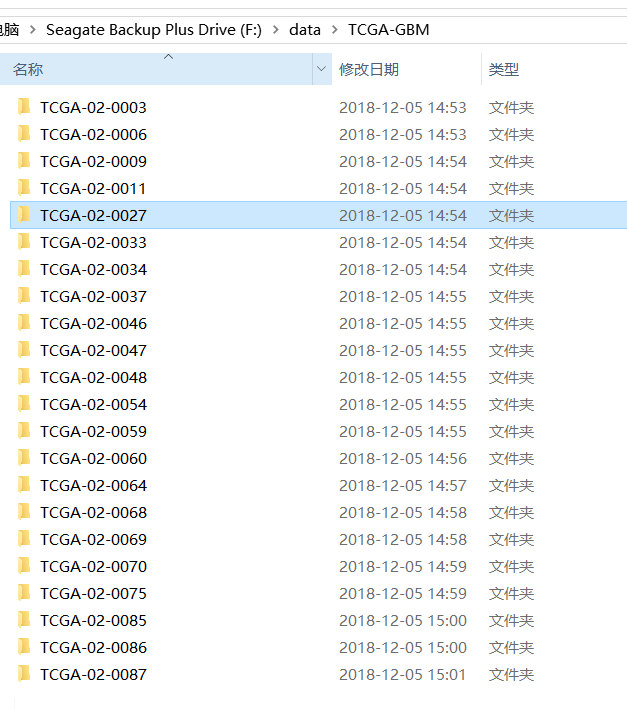 电脑 > Seagate Backup Plus Drive (F:) > data > TCGA-GBM
名称 修改日期 类型
TCGA-02-0003 2018-12-05 14:53 文件夹
TCGA-02-0006 2018-12-05 14:53 文件夹
TCGA-02-0009 2018-12-05 14:54 文件夹
TCGA-02-0011 2018-12-05 14:54 文件夹
TCGA-02-0027 2018-12-05 14:54 文件夹
TCGA-02-0033 2018-12-05 14:54 文件夹
TCGA-02-0034 2018-12-05 14:54 文件夹
TCGA-02-0037 2018-12-05 14:55 文件夹
TCGA-02-0046 2018-12-05 14:55 文件夹
TCGA-02-0047 2018-12-05 14:55 文件夹
TCGA-02-0048 2018-12-05 14:55 文件夹
TCGA-02-0054 2018-12-05 14:55 文件夹
TCGA-02-0059 2018-12-05 14:55 文件夹
TCGA-02-0060 2018-12-05 14:56 文件夹
TCGA-02-0064 2018-12-05 14:57 文件夹
TCGA-02-0068 2018-12-05 14:58 文件夹
TCGA-02-0069 2018-12-05 14:58 文件夹
TCGA-02-0070 2018-12-05 14:59 文件夹
TCGA-02-0075 2018-12-05 14:59 文件夹
TCGA-02-0085 2018-12-05 15:00 文件夹
TCGA-02-0086 2018-12-05 15:00 文件夹
TCGA-02-0087 2018-12-05 15:01 文件夹